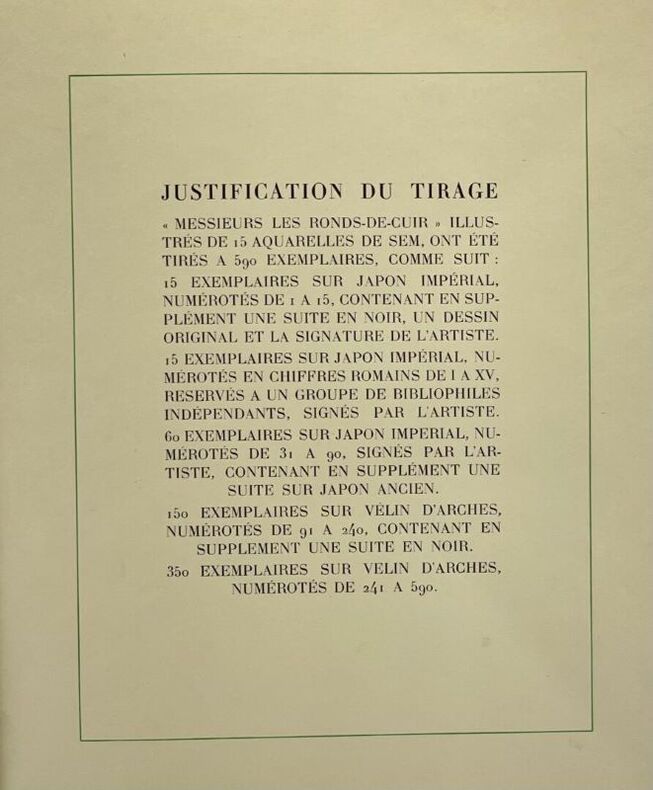 JUSTIFICATION DU TIRAGE
« MESSIEURS LES RONDS-DE-CUIR » ILLUS-
TRÉS DE 15 AQUARELLES DE SEM, ONT ÉTÉ
TIRÉS A 590 EXEMPLAIRES, COMME SUIT :
15 EXEMPLAIRES SUR JAPON IMPÉRIAL,
NUMÉROTÉS DE 1 A 15, CONTENANT EN SUP-
PLÉMENT UNE SUITE EN NOIR, UN DESSIN
ORIGINAL ET LA SIGNATURE DE L'ARTISTE.
15 EXEMPLAIRES SUR JAPON IMPÉRIAL, NU-
MÉROTÉS EN CHIFFRES ROMAINS DE I A XV,
RESERVÉS A UN GROUPE DE BIBLIOPHILES
INDÉPENDANTS, SIGNÉS PAR L'ARTISTE.
60 EXEMPLAIRES SUR JAPON IMPERIAL, NU-
MÉROTÉS DE 31 A 90, SIGNÉS PAR L'AR-
TISTE, CONTENANT EN SUPPLÉMENT UNE
SUITE SUR JAPON ANCIEN.
150 EXEMPLAIRES SUR VÉLIN D'ARCHES,
NUMÉROTÉS DE 91 A 240, CONTENANT EN
SUPPLEMENT UNE SUITE EN NOIR.
350 EXEMPLAIRES SUR VELIN D'ARCHES,
NUMÉROTÉS DE 241 A 590.